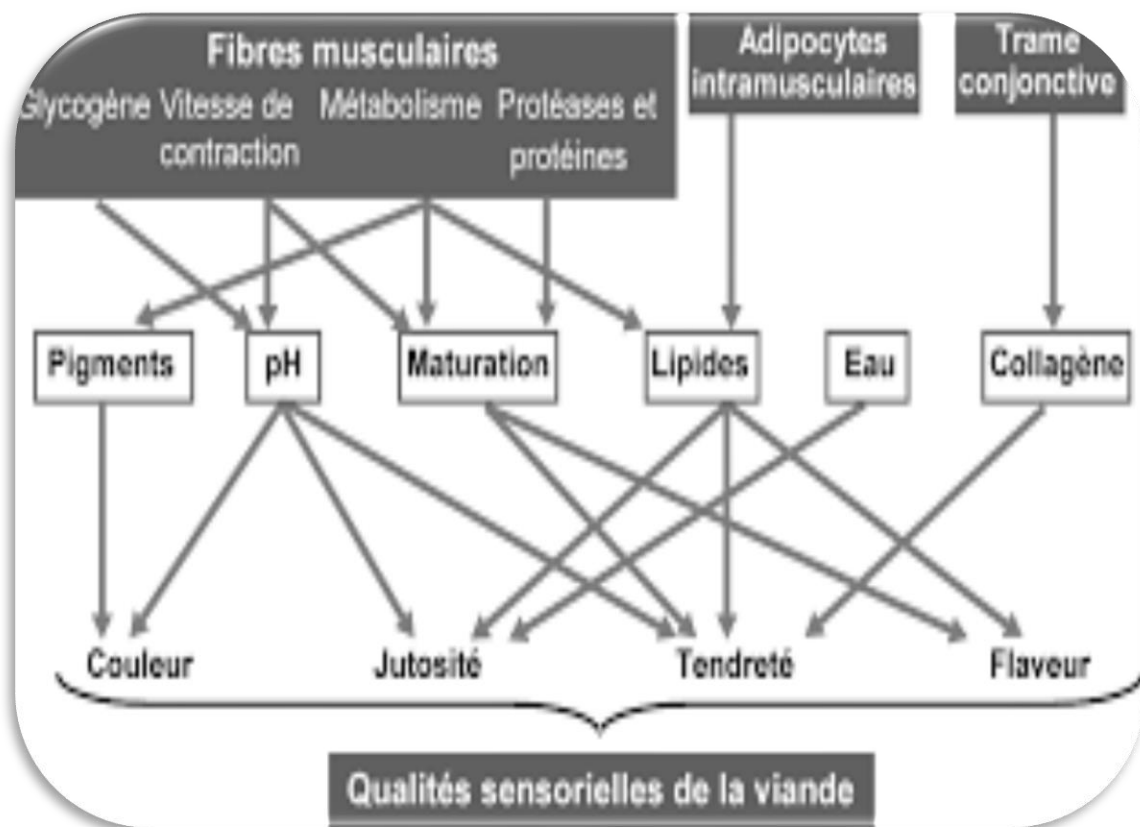 Fibres musculaires
Glycogène Vitesse de contraction Métabolisme Protéases et protéines
Adipocytes
intramusculaires
Trame
conjonctive
Pigments
pH
Maturation
Lipides
Eau
Collagène
Couleur
Jutosité
Tendreté
Flaveur
Qualités sensorielles de la viande